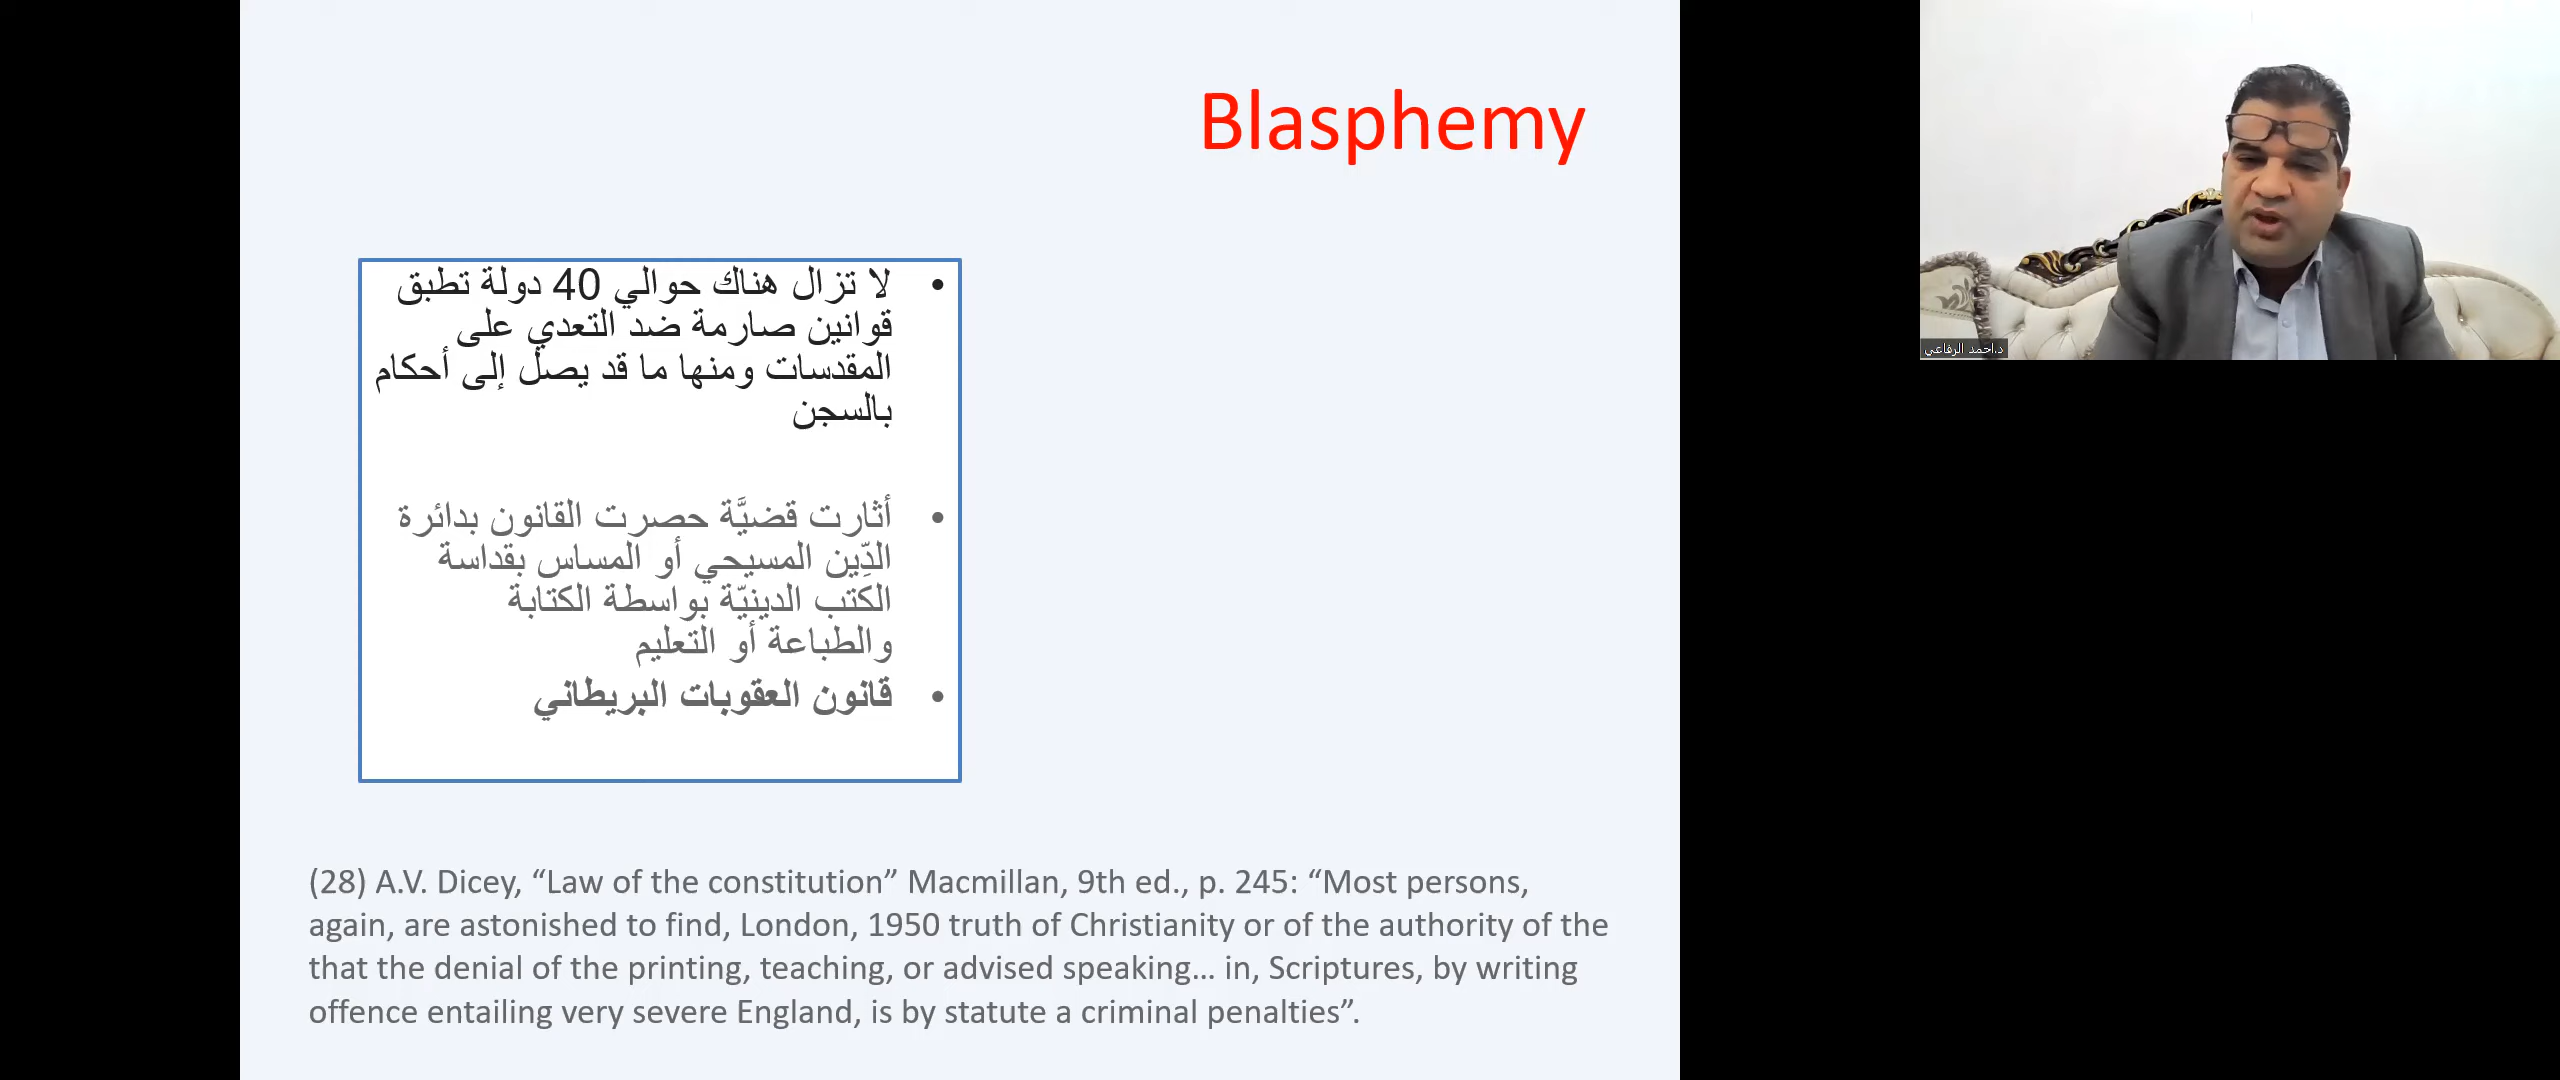 Blasphemy
• لا تزال هناك حوالي 40 دولة تطبق
قوانين صارمة ضد التعدي على
المقدسات ومنها ما قد يصل إلى أحكام
بالسجن
• أثارت قضيَّة حصرت القانون بدائرة
الدِّين المسيحي أو المساس بقداسة
الكتب الدينيّة بواسطة الكتابة
والطباعة أو التعليم
• قانون العقوبات البريطاني
(28) A.V. Dicey, “Law of the constitution” Macmillan, 9th ed., p. 245: “Most persons,
again, are astonished to find, London, 1950 truth of Christianity or of the authority of the
that the denial of the printing, teaching, or advised speaking… in, Scriptures, by writing
offence entailing very severe England, is by statute a criminal penalties”.
د.احمد الرفاعي